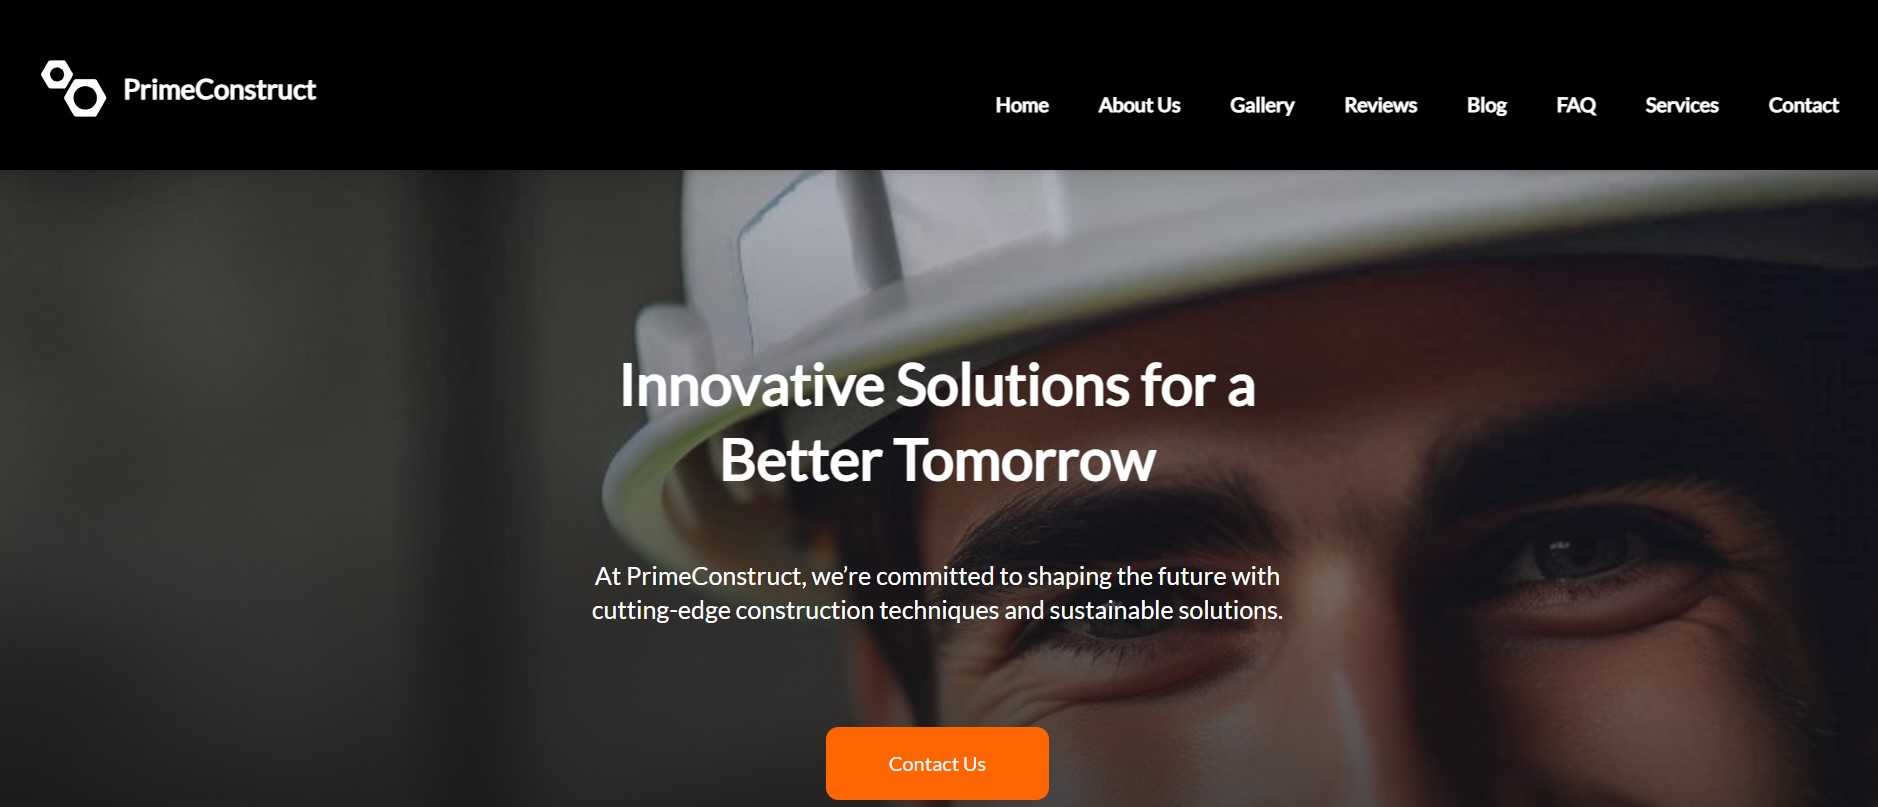 PrimeConstruct
Home About Us Gallery Reviews Blog FAQ Services Contact
Innovative Solutions for a
Better Tomorrow
At PrimeConstruct, we’re committed to shaping the future with
cutting-edge construction techniques and sustainable solutions.
Contact Us